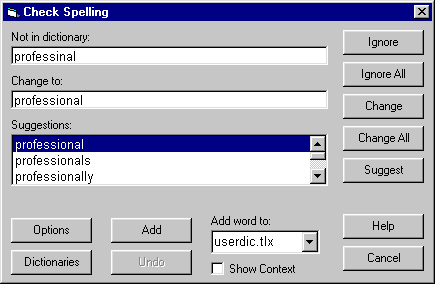 Check Spelling
Not in dictionary:
professinal
Ignore
Ignore All
Change to:
professional
Change
Suggestions:
professional
professionals
professionally
Change All
Suggest
Options
Add
Add word to:
userdic.tlx
Help
Dictionaries
Undo
Show Context
Cancel